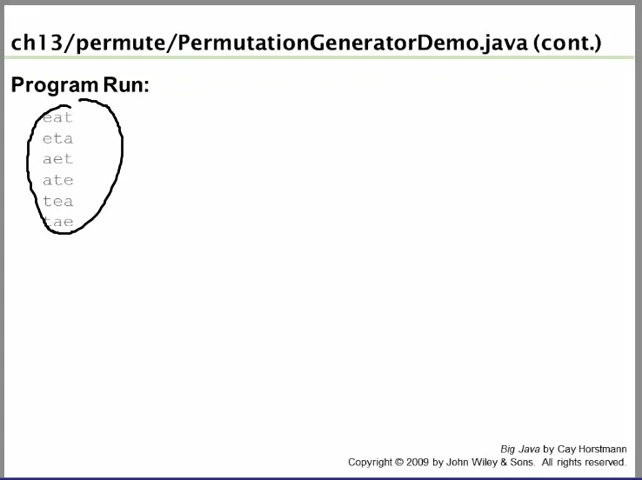 ch13/permute/PermutationGeneratorDemo.java (cont.)
Program Run:
eat
eta
aet
ate
tea
tae
Big Java by Cay Horstmann
Copyright © 2009 by John Wiley & Sons. All rights reserved.